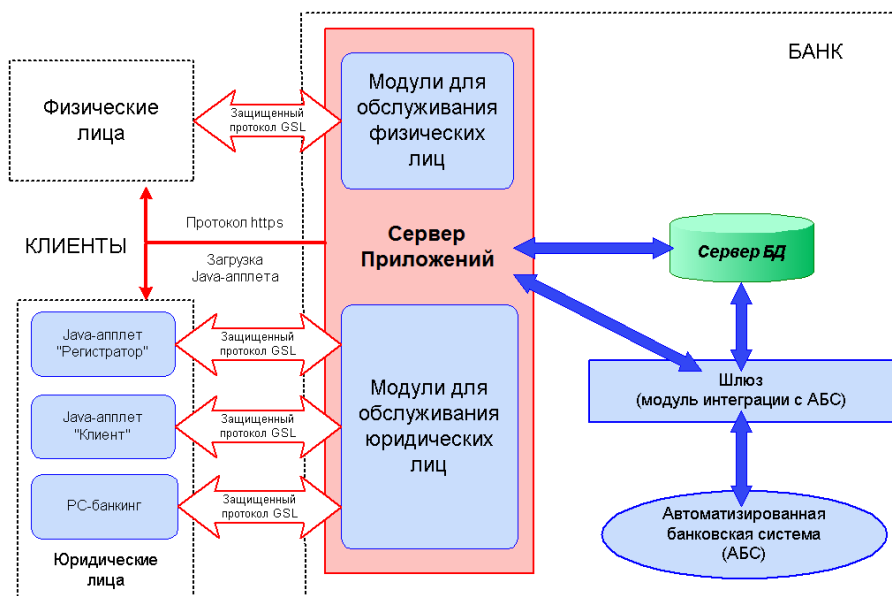 БАНК
Физические
лица
Защищенный
протокол GSL
Модули для
обслуживания
физических
лиц
КЛИЕНТЫ
Протокол https
Загрузка
Java-апплета
Сервер
Приложений
Сервер БД
Java-апплет
"Регистратор"
Защищенный
протокол GSL
Java-апплет
"Клиент"
Защищенный
протокол GSL
PC-банкинг
Защищенный
протокол GSL
Юридические
лица
Модули для
обслуживания
юридических
лиц
Шлюз
(модуль интеграции с АБС)
Автоматизированная
банковская система
(АБС)